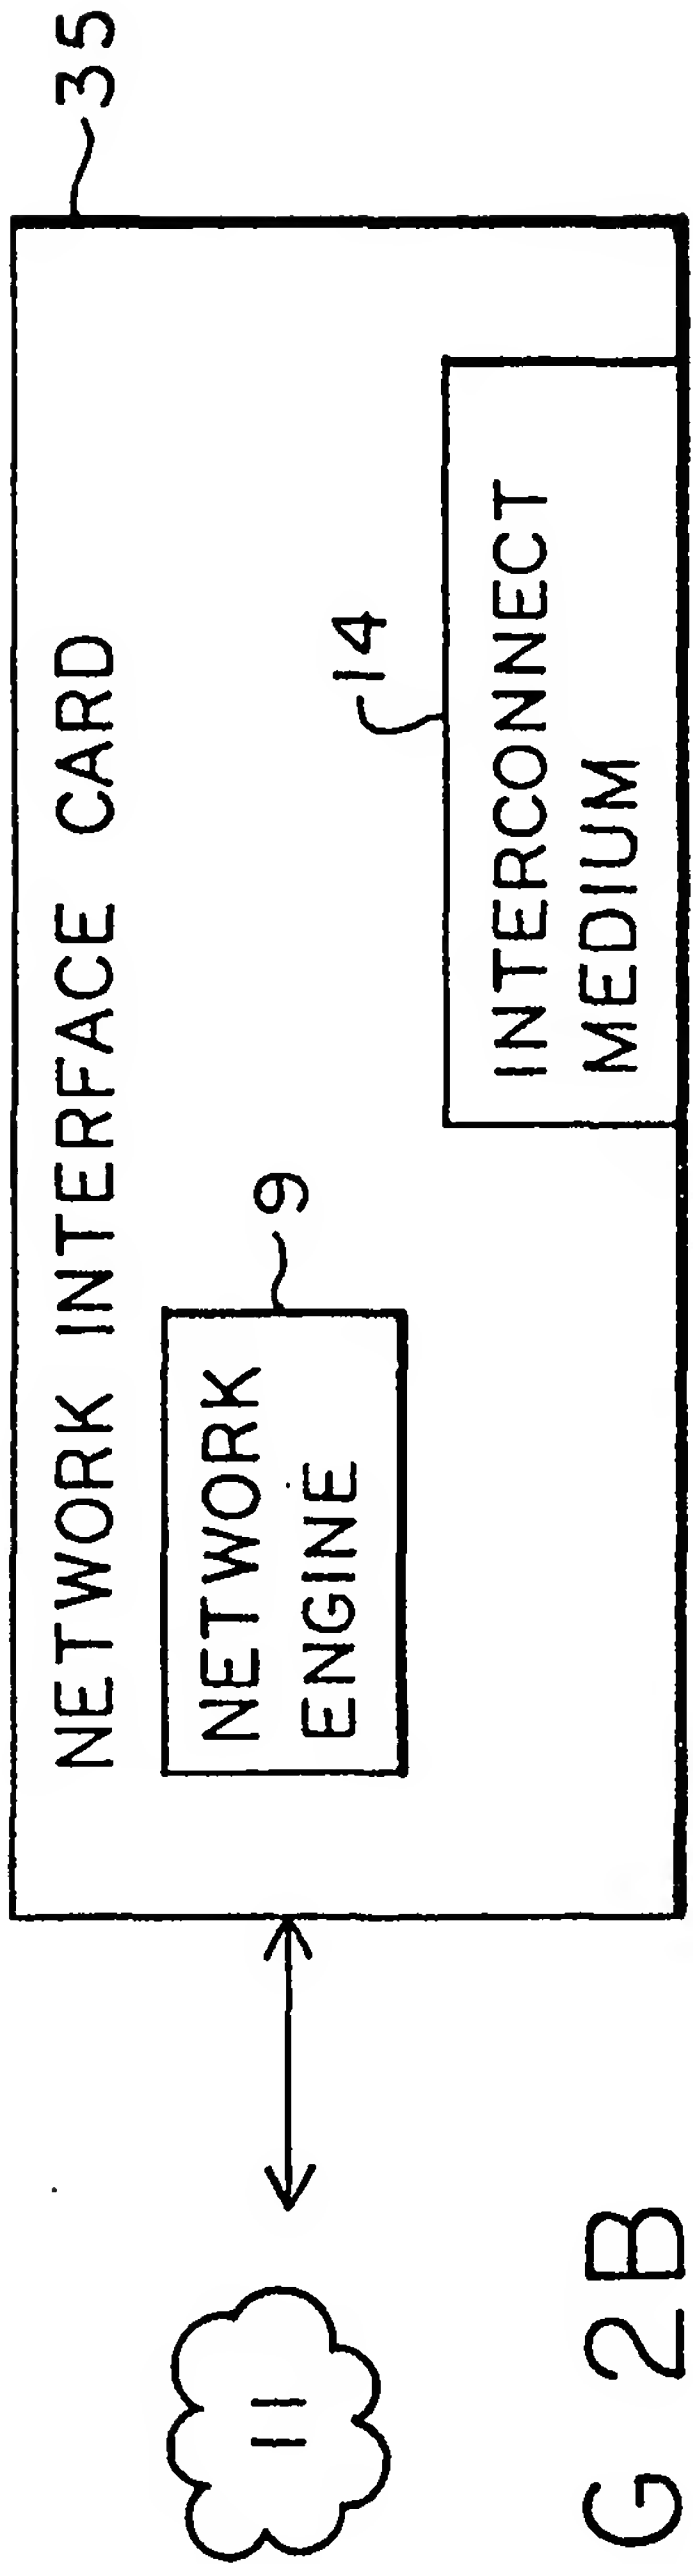 35
NETWORK INTERFACE CARD
9
NETWORK
ENGINE
14
INTERCONNECT
MEDIUM
11
G 2B